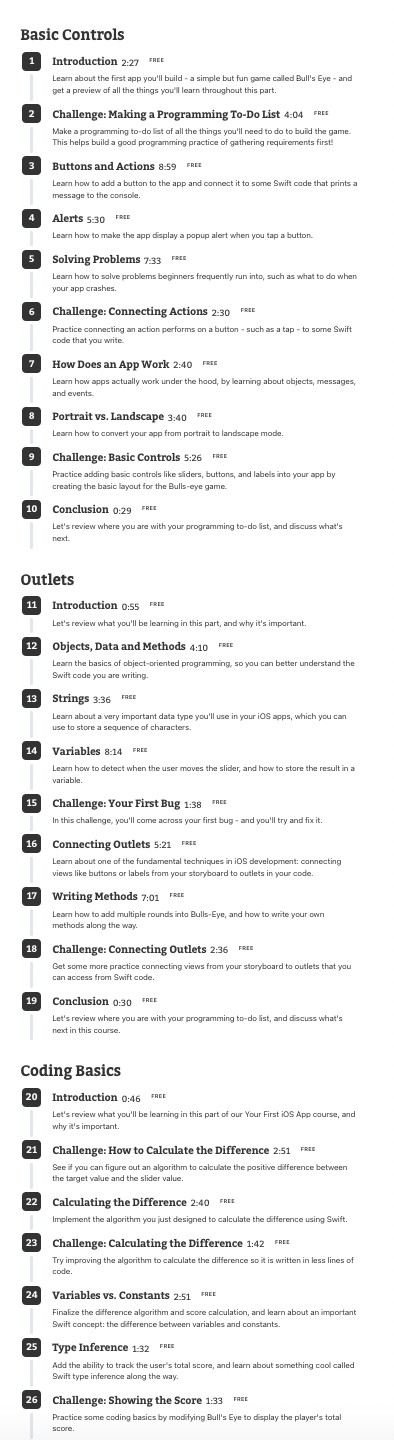 Basic Controls
1 Introduction 2:27 FREE
Learn about the first app you'll build - a simple but fun game called Bull's Eye - and
get a preview of all the things you'll learn throughout this part.
2 Challenge: Making a Programming To-Do List 4:04 FREE
Make a programming to-do list of all the things you'll need to do to build the game.
This helps build a good programming practice of gathering requirements first!
3 Buttons and Actions 8:59 FREE
Learn how to add a button to the app and connect it to some Swift code that prints a
message to the console.
4 Alerts 5:30 FREE
Learn how to make the app display a popup alert when you tap a button.
5 Solving Problems 7:33 FREE
Learn how to solve problems beginners frequently run into, such as what to do when
your app crashes.
6 Challenge: Connecting Actions 2:30 FREE
Practice connecting an action performs on a button - such as a tap - to some Swift
code that you write.
7 How Does an App Work 2:40 FREE
Learn how apps actually work under the hood, by learning about objects, messages,
and events.
8 Portrait vs. Landscape 3:40 FREE
Learn how to convert your app from portrait to landscape mode.
9 Challenge: Basic Controls 5:26 FREE
Practice adding basic controls like sliders, buttons, and labels into your app by
creating the basic layout for the Bulls-eye game.
10 Conclusion 0:29 FREE
Let's review where you are with your programming to-do list, and discuss what's
next.
Outlets
11 Introduction 0:55 FREE
Let's review what you'll be learning in this part, and why it's important.
12 Objects, Data and Methods 4:10 FREE
Learn the basics of object-oriented programming, so you can better understand the
Swift code you are writing.
13 Strings 3:36 FREE
Learn about a very important data type you'll use in your iOS apps, which you can
use to store a sequence of characters.
14 Variables 8:14 FREE
Learn how to detect when the user moves the slider, and how to store the result in a
variable.
15 Challenge: Your First Bug 1:38 FREE
In this challenge, you'll come across your first bug - and you'll try and fix it.
16 Connecting Outlets 5:21 FREE
Learn about one of the fundamental techniques in iOS development: connecting
views like buttons or labels from your storyboard to outlets in your code.
17 Writing Methods 7:01 FREE
Learn how to add multiple rounds into Bulls-Eye, and how to write your own
methods along the way.
18 Challenge: Connecting Outlets 2:36 FREE
Get some more practice connecting views from your storyboard to outlets that you
can access from Swift code.
19 Conclusion 0:30 FREE
Let's review where you are with your programming to-do list, and discuss what's
next in this course.
Coding Basics
20 Introduction 0:46 FREE
Let's review what you'll be learning in this part of our Your First iOS App course, and
why it's important.
21 Challenge: How to Calculate the Difference 2:51 FREE
See if you can figure out an algorithm to calculate the positive difference between
the target value and the slider value.
22 Calculating the Difference 2:40 FREE
Implement the algorithm you just designed to calculate the difference using Swift.
23 Challenge: Calculating the Difference 1:42 FREE
Try improving the algorithm to calculate the difference so it is written in less lines of
code.
24 Variables vs. Constants 2:51 FREE
Finalize the difference algorithm and score calculation, and learn about an important
Swift concept: the difference between variables and constants.
25 Type Inference 1:32 FREE
Add the ability to track the user's total score, and learn about something cool called
Swift type inference along the way.
26 Challenge: Showing the Score 1:33 FREE
Practice some coding basics by modifying Bull's Eye to display the player's total
score.